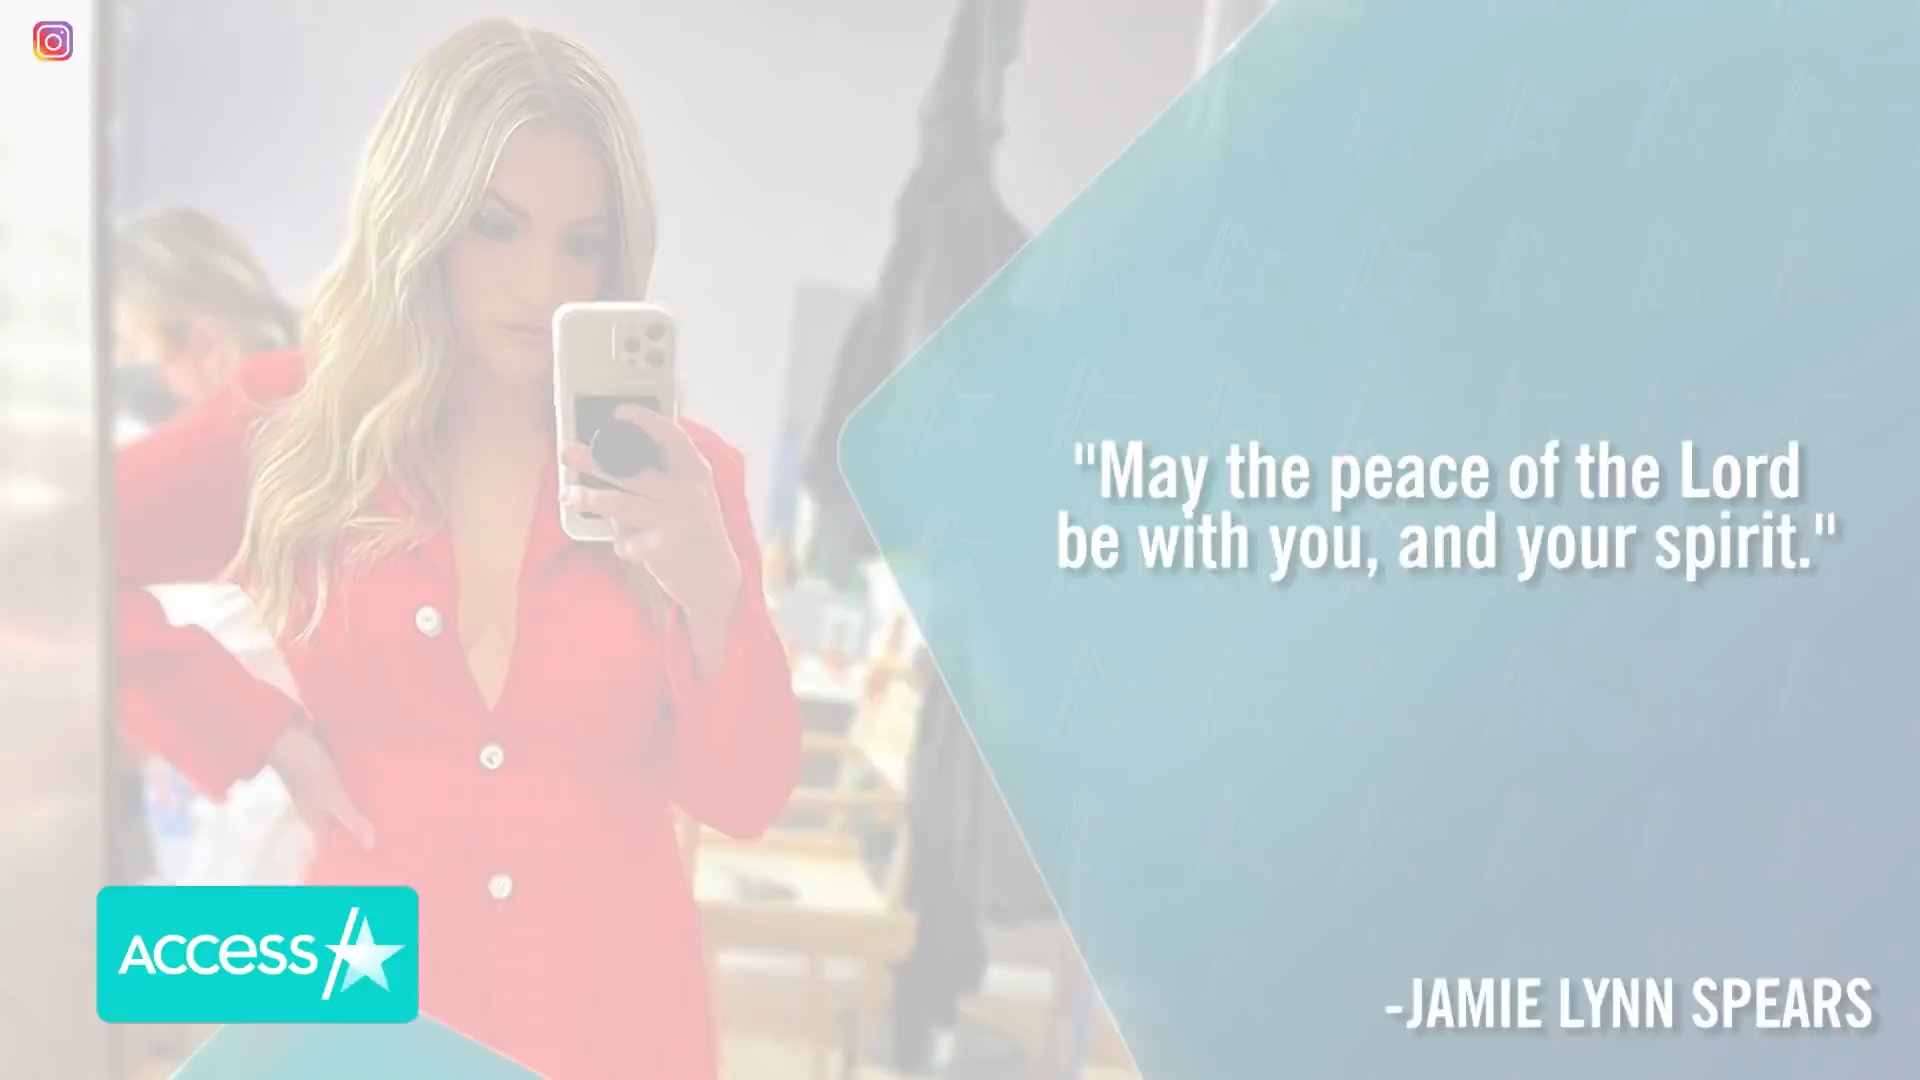 "May the peace of the Lord
be with you, and your spirit."
access
-JAMIE LYNN SPEARS